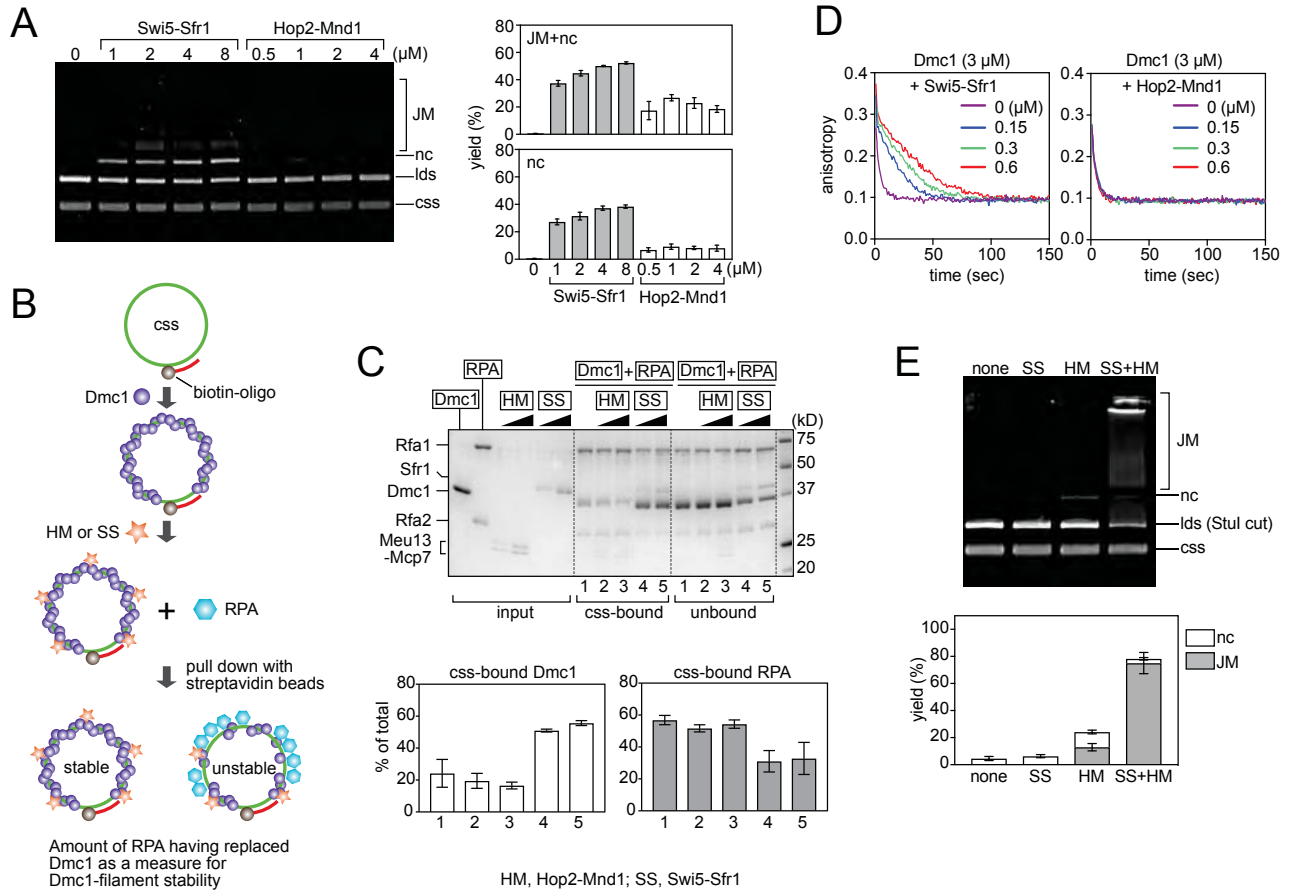 A
Swi5-Sfr1 Hop2-Mnd1
0 1 2 4 8 0.5 1 2 4 (μM)
JM
nc
lds
css
yield (%)
JM+nc
80
60
40
20
0
nc
80
60
40
20
0
0 1 2 4 8 0.5 1 2 4 (μM)
Swi5-Sfr1 Hop2-Mnd1
B
css
biotin-oligo
Dmc1
HM or SS
+ RPA
pull down with
streptavidin beads
stable unstable
Amount of RPA having replaced
Dmc1 as a measure for
Dmc1-filament stability
C
RPA Dmc1+RPA Dmc1+RPA
Dmc1 HM SS HM SS HM SS (kD)
Rfa1
Sfr1
Dmc1
Rfa2
Meu13
-Mcp7
75
50
37
25
20
1 2 3 4 5 1 2 3 4 5
input css-bound unbound
css-bound Dmc1
% of total
80
60
40
20
0
1 2 3 4 5
css-bound RPA
80
60
40
20
0
1 2 3 4 5
HM, Hop2-Mnd1; SS, Swi5-Sfr1
D
Dmc1 (3 μM)
+ Swi5-Sfr1
0 (μM)
0.15
0.3
0.6
anisotropy
0.4
0.3
0.2
0.1
0.0
0 50 100 150
time (sec)
Dmc1 (3 μM)
+ Hop2-Mnd1
0 (μM)
0.15
0.3
0.6
0.4
0.3
0.2
0.1
0.0
0 50 100 150
time (sec)
E
none SS HM SS+HM
JM
nc
lds (StuI cut)
css
yield (%)
100
80
60
40
20
0
none SS HM SS+HM
nc
JM